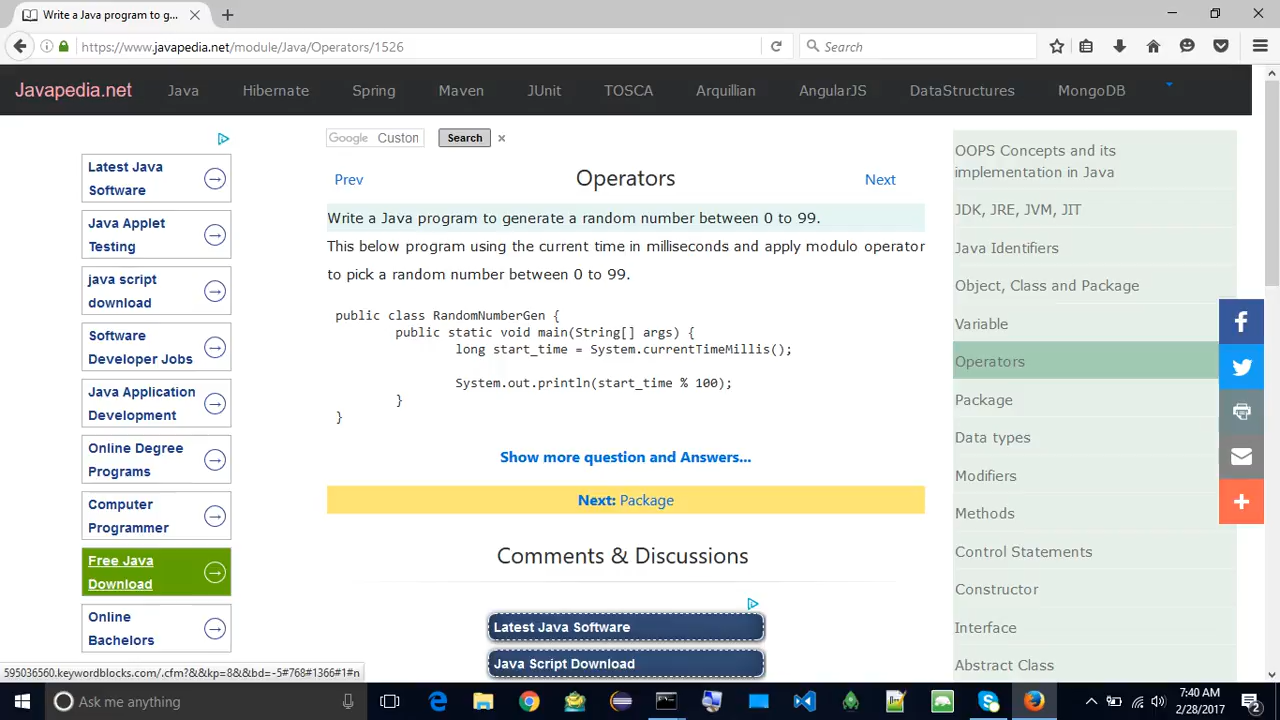 Write a Java program to g...
https://www.javapedia.net/module/Java/Operators/1526
Search
Javapedia.net Java Hibernate Spring Maven JUnit TOSCA Arquillian AngularJS DataStructures MongoDB
Latest Java
Software
Java Applet
Testing
java script
download
Software
Developer Jobs
Java Application
Development
Online Degree
Programs
Computer
Programmer
Free Java
Download
Online
Bachelors
Google Custom Search ×
Prev Operators Next
Write a Java program to generate a random number between 0 to 99.
This below program using the current time in milliseconds and apply modulo operator
to pick a random number between 0 to 99.
public class RandomNumberGen {
public static void main(String[] args) {
long start_time = System.currentTimeMillis();
System.out.println(start_time % 100);
}
}
Show more question and Answers...
Next: Package
Comments & Discussions
Latest Java Software
Java Script Download
OOPS Concepts and its
implementation in Java
JDK, JRE, JVM, JIT
Java Identifiers
Object, Class and Package
Variable
Operators
Package
Data types
Modifiers
Methods
Control Statements
Constructor
Interface
Abstract Class
595036560.keywordblocks.com/.cfm?&&kp=8&&bd=-5#768#1366#1#n
Ask me anything
7:40 AM
2/28/2017
2